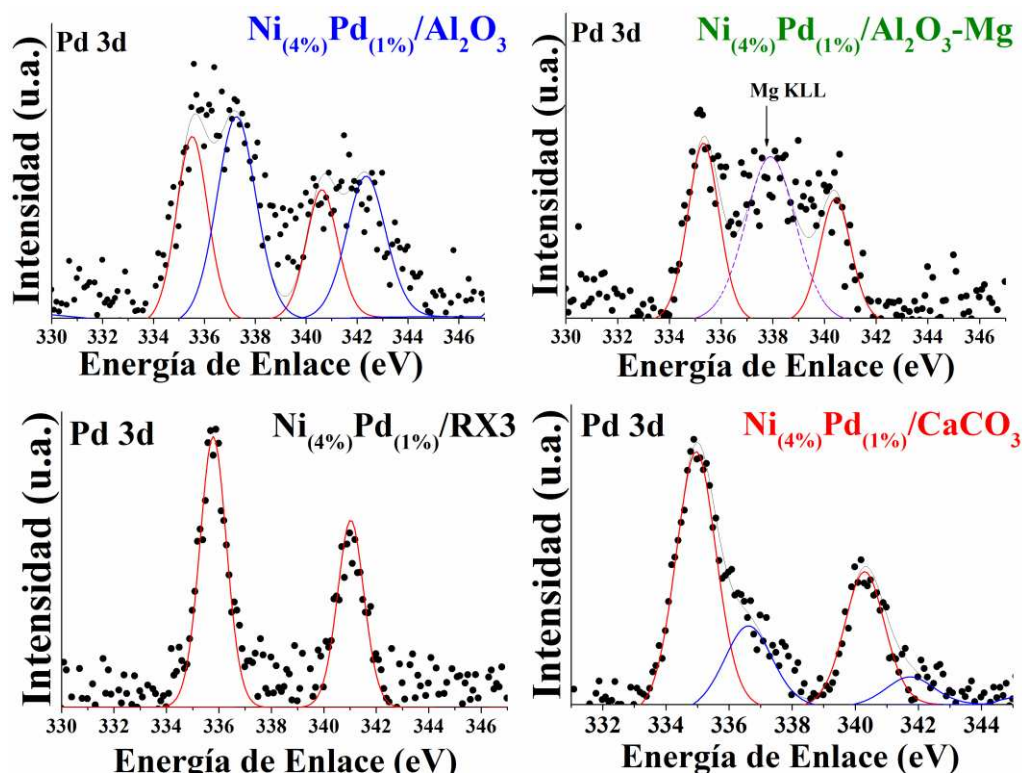 Pd 3d
Ni(4%)Pd(1%)/Al2O3
Intensidad (u.a.)
330 332 334 336 338 340 342 344 346
Energía de Enlace (eV)
Pd 3d
Ni(4%)Pd(1%)/Al2O3-Mg
Mg KLL
Intensidad (u.a.)
330 332 334 336 338 340 342 344 346
Energía de Enlace (eV)
Pd 3d
Ni(4%)Pd(1%)/RX3
Intensidad (u.a.)
330 332 334 336 338 340 342 344 346
Energía de Enlace (eV)
Pd 3d
Ni(4%)Pd(1%)/CaCO3
Intensidad (u.a.)
332 334 336 338 340 342 344
Energía de Enlace (eV)